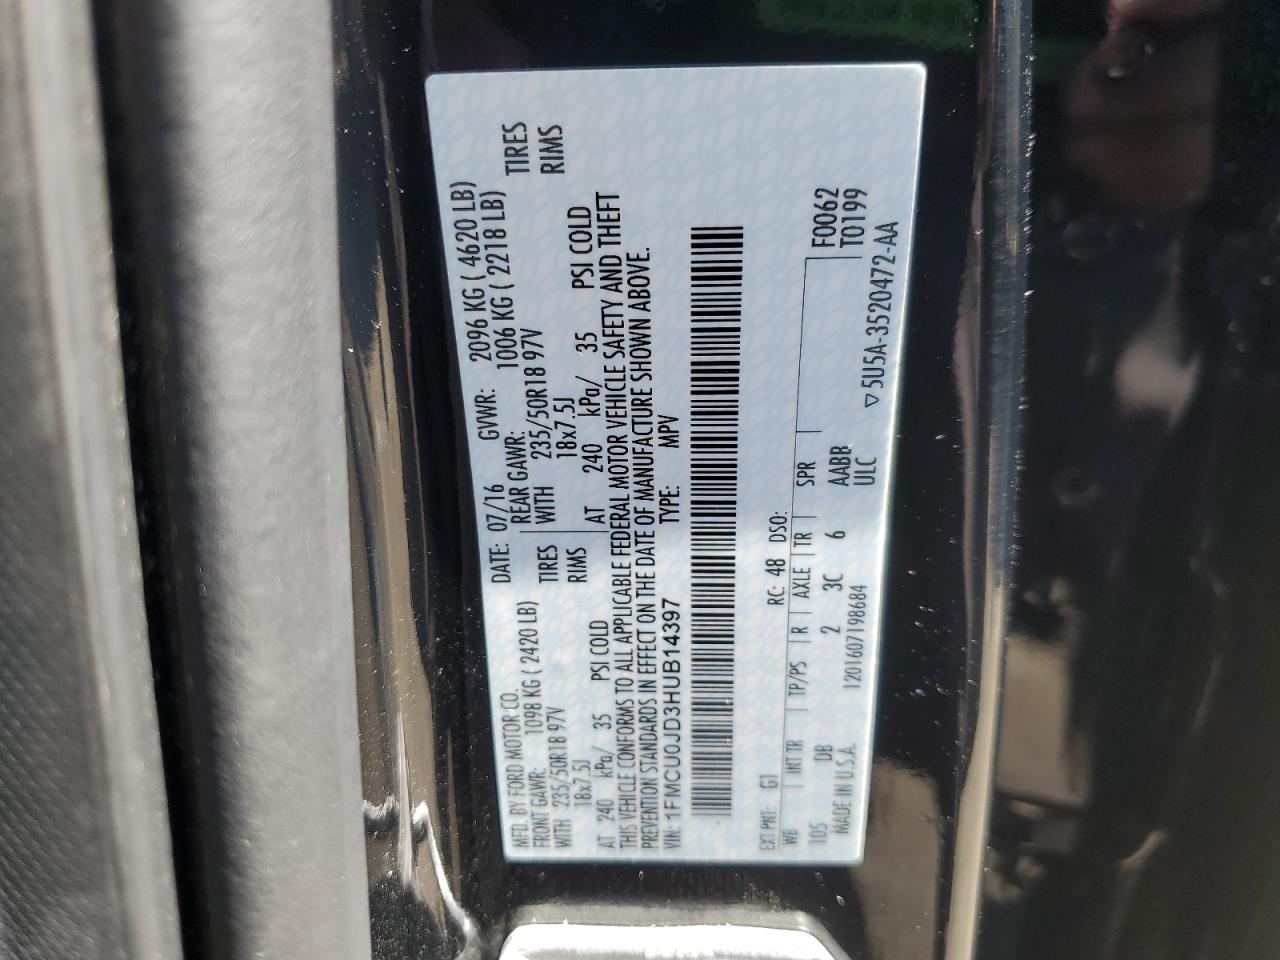 MFD. BY FORD MOTOR CO.
DATE: 07/16 GVWR: 2096 KG ( 4620 LB)
FRONT GAWR: 1098 KG ( 2420 LB) REAR GAWR: 1006 KG ( 2218 LB)
WITH 235/50R18 97V TIRES WITH 235/50R18 97V TIRES
18x7.5J RIMS 18x7.5J RIMS
AT 240 kPa/ 35 PSI COLD AT 240 kPa/ 35 PSI COLD
THIS VEHICLE CONFORMS TO ALL APPLICABLE FEDERAL MOTOR VEHICLE SAFETY AND THEFT
PREVENTION STANDARDS IN EFFECT ON THE DATE OF MANUFACTURE SHOWN ABOVE.
VIN: 1FMCU0JD3HUB14397 TYPE: MPV
EXT PNT: G1 RC: 48 DSO:
WB INT TR TP/PS R AXLE TR SPR F0062
105 DB 2 3C 6 AABR T0199
MADE IN U.S.A. 1201607198684 ULC
▽5U5A-3520472-AA